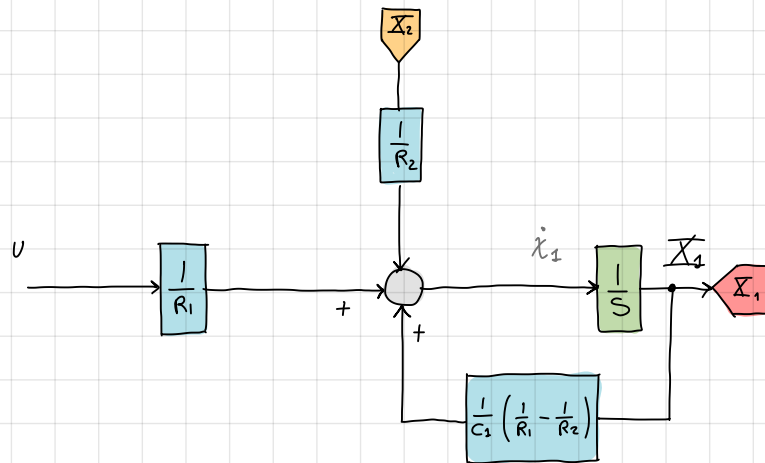 X₂
1
R₂
U
ẋ₁
X₁
1
R₁
1
S
X₁
+
+
1/C₁ (1/R₁ - 1/R₂)